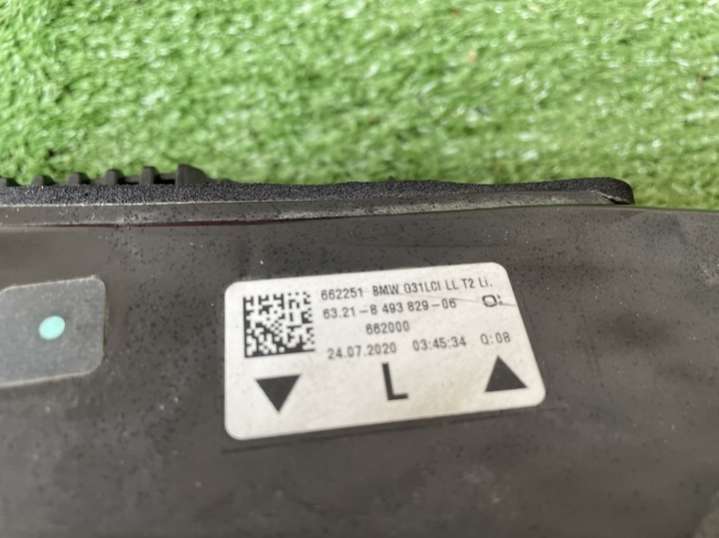 662251 BMW G31LCI LL T2 Li.
63.21-8 493 829-06
662000
24.07.2020 03:45:34 Q:08
L